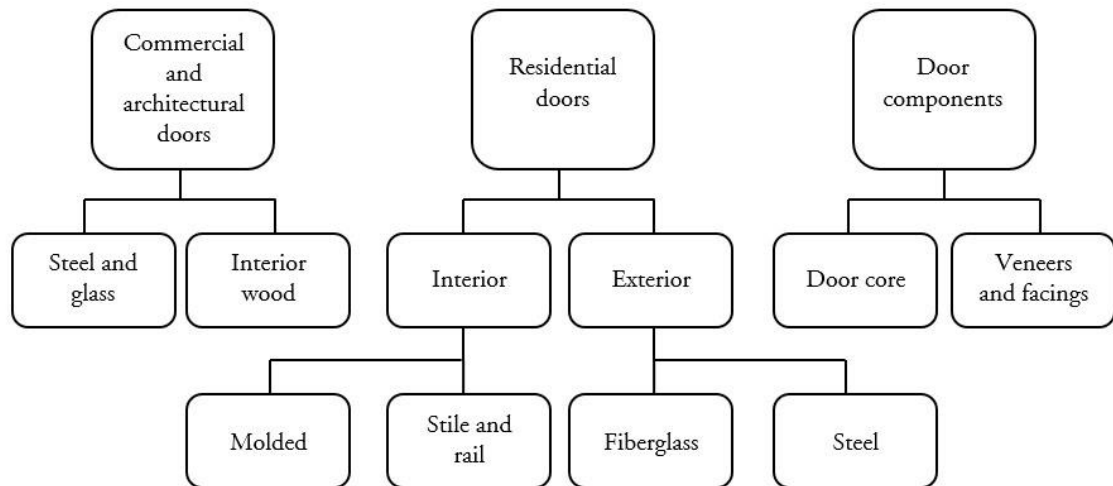 Commercial
and
architectural
doors
Residential
doors
Door
components
Steel and
glass
Interior
wood
Interior
Exterior
Door core
Veneers
and facings
Molded
Stile and
rail
Fiberglass
Steel